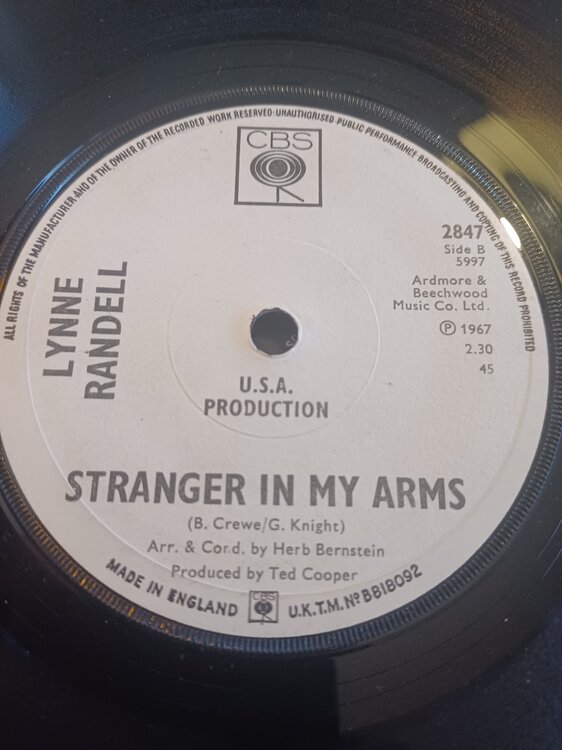 ALL RIGHTS OF THE MANUFACTURER AND OF THE OWNER OF THE RECORDED WORK RESERVED·UNAUTHORISED PUBLIC PERFORMANCE BROADCASTING AND COPYING OF THIS RECORD PROHIBITED
CBS
LYNNE
RANDELL
2847
Side B
5997
Ardmore &
Beechwood
Music Co. Ltd.
Ⓟ 1967
2.30
45
U.S.A.
PRODUCTION
STRANGER IN MY ARMS
(B. Crewe/G. Knight)
Arr. & Cond. by Herb Bernstein
Produced by Ted Cooper
MADE IN ENGLAND
CBS
U.K.T.M. Nº B818092